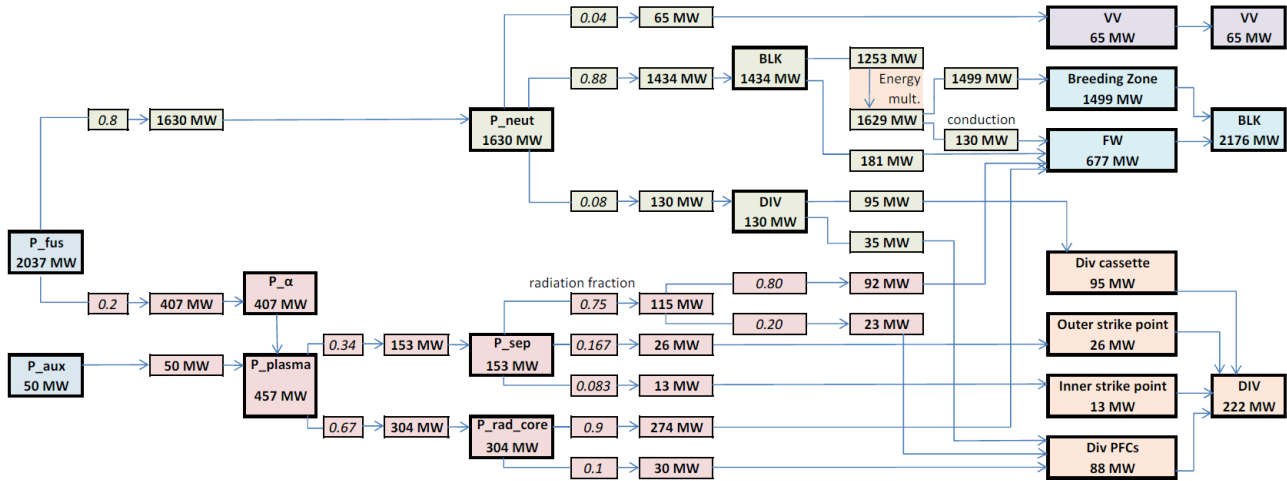 0.04
65 MW
VV
65 MW
VV
65 MW
0.88
1434 MW
BLK
1434 MW
1253 MW
Energy
mult.
1629 MW
1499 MW
Breeding Zone
1499 MW
conduction
130 MW
FW
677 MW
BLK
2176 MW
181 MW
0.8
1630 MW
P_neut
1630 MW
0.08
130 MW
DIV
130 MW
95 MW
35 MW
P_fus
2037 MW
Div cassette
95 MW
0.2
407 MW
P_α
407 MW
radiation fraction
0.75
115 MW
0.80
92 MW
0.20
23 MW
Outer strike point
26 MW
P_aux
50 MW
50 MW
P_plasma
457 MW
0.34
153 MW
P_sep
153 MW
0.167
26 MW
0.083
13 MW
Inner strike point
13 MW
DIV
222 MW
0.67
304 MW
P_rad_core
304 MW
0.9
274 MW
0.1
30 MW
Div PFCs
88 MW